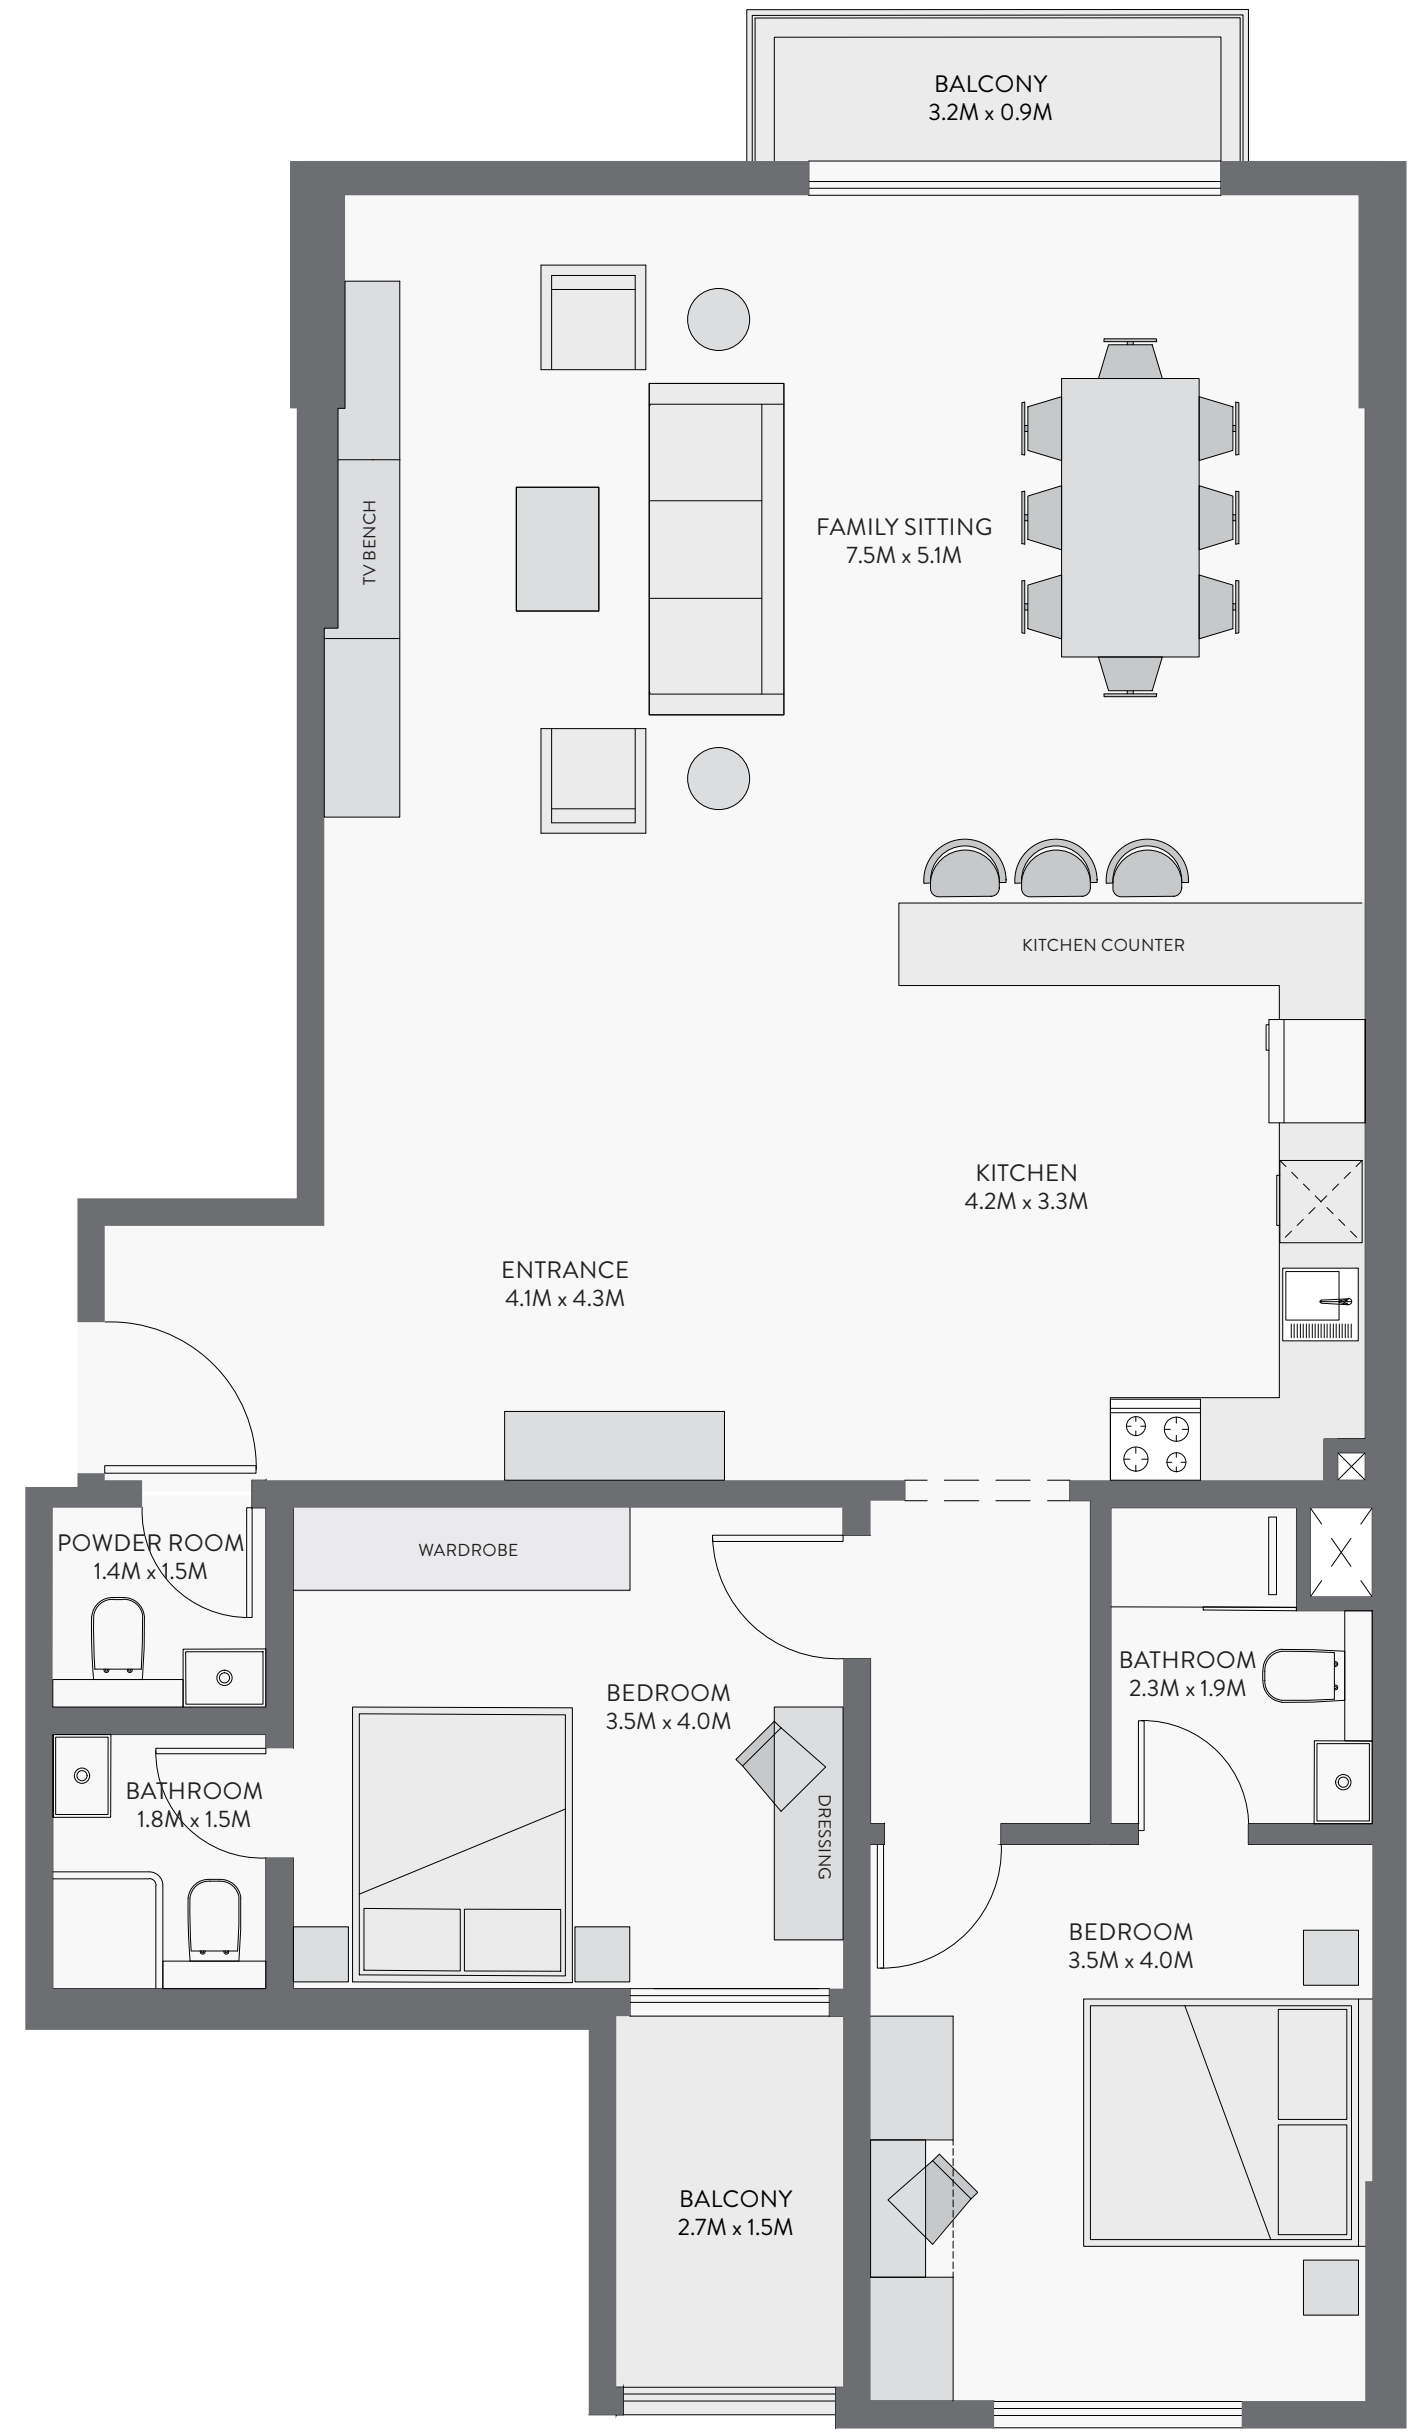 BALCONY
3.2M x 0.9M
TV BENCH
FAMILY SITTING
7.5M x 5.1M
KITCHEN COUNTER
KITCHEN
4.2M x 3.3M
ENTRANCE
4.1M x 4.3M
POWDER ROOM
1.4M x 1.5M
WARDROBE
BATHROOM
2.3M x 1.9M
BEDROOM
3.5M x 4.0M
BATHROOM
1.8M x 1.5M
DRESSING
BEDROOM
3.5M x 4.0M
BALCONY
2.7M x 1.5M